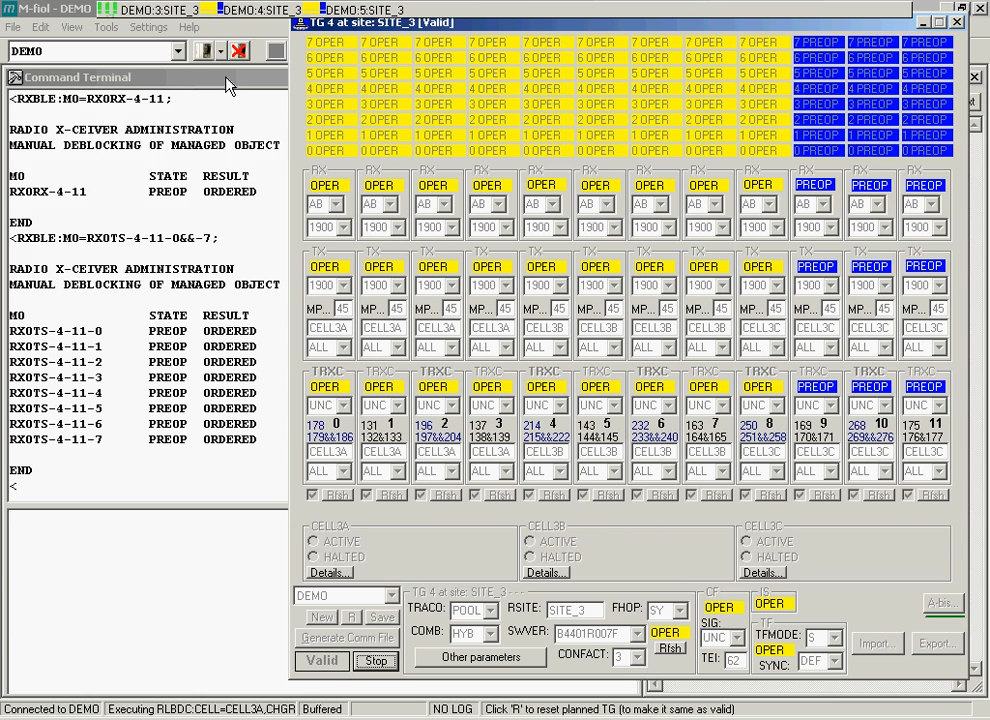 M-fiol - DEMO DEMO:3:SITE_3 DEMO:4:SITE_3 DEMO:5:SITE_3
File Edit View Tools Settings Help
DEMO
Command Terminal
<RXBLE:MO=RXORX-4-11;
RADIO X-CEIVER ADMINISTRATION
MANUAL DEBLOCKING OF MANAGED OBJECT
MO STATE RESULT
RXORX-4-11 PREOP ORDERED
END
<RXBLE:MO=RXOTS-4-11-0&&-7;
RADIO X-CEIVER ADMINISTRATION
MANUAL DEBLOCKING OF MANAGED OBJECT
MO STATE RESULT
RXOTS-4-11-0 PREOP ORDERED
RXOTS-4-11-1 PREOP ORDERED
RXOTS-4-11-2 PREOP ORDERED
RXOTS-4-11-3 PREOP ORDERED
RXOTS-4-11-4 PREOP ORDERED
RXOTS-4-11-5 PREOP ORDERED
RXOTS-4-11-6 PREOP ORDERED
RXOTS-4-11-7 PREOP ORDERED
END
<
TG 4 at site: SITE_3 [Valid]
7 OPER 7 OPER 7 OPER 7 OPER 7 OPER 7 OPER 7 OPER 7 OPER 7 OPER 7 PREOP 7 PREOP 7 PREOP
6 OPER 6 OPER 6 OPER 6 OPER 6 OPER 6 OPER 6 OPER 6 OPER 6 OPER 6 PREOP 6 PREOP 6 PREOP
5 OPER 5 OPER 5 OPER 5 OPER 5 OPER 5 OPER 5 OPER 5 OPER 5 OPER 5 PREOP 5 PREOP 5 PREOP
4 OPER 4 OPER 4 OPER 4 OPER 4 OPER 4 OPER 4 OPER 4 OPER 4 OPER 4 PREOP 4 PREOP 4 PREOP
3 OPER 3 OPER 3 OPER 3 OPER 3 OPER 3 OPER 3 OPER 3 OPER 3 OPER 3 PREOP 3 PREOP 3 PREOP
2 OPER 2 OPER 2 OPER 2 OPER 2 OPER 2 OPER 2 OPER 2 OPER 2 OPER 2 PREOP 2 PREOP 2 PREOP
1 OPER 1 OPER 1 OPER 1 OPER 1 OPER 1 OPER 1 OPER 1 OPER 1 OPER 1 PREOP 1 PREOP 1 PREOP
0 OPER 0 OPER 0 OPER 0 OPER 0 OPER 0 OPER 0 OPER 0 OPER 0 OPER 0 PREOP 0 PREOP 0 PREOP
RX RX RX RX RX RX RX RX RX RX RX RX
OPER OPER OPER OPER OPER OPER OPER OPER OPER PREOP PREOP PREOP
AB AB AB AB AB AB AB AB AB AB AB AB
1900 1900 1900 1900 1900 1900 1900 1900 1900 1900 1900 1900
TX TX TX TX TX TX TX TX TX TX TX TX
OPER OPER OPER OPER OPER OPER OPER OPER OPER PREOP PREOP PREOP
1900 1900 1900 1900 1900 1900 1900 1900 1900 1900 1900 1900
MP... 45 MP... 45 MP... 45 MP... 45 MP... 45 MP... 45 MP... 45 MP... 45 MP... 45 MP... 45 MP... 45 MP... 45
CELL3A CELL3A CELL3A CELL3A CELL3B CELL3B CELL3B CELL3B CELL3C CELL3C CELL3C CELL3C
ALL ALL ALL ALL ALL ALL ALL ALL ALL ALL ALL ALL
TRXC TRXC TRXC TRXC TRXC TRXC TRXC TRXC TRXC TRXC TRXC TRXC
OPER OPER OPER OPER OPER OPER OPER OPER OPER PREOP PREOP PREOP
UNC UNC UNC UNC UNC UNC UNC UNC UNC UNC UNC UNC
178 0 131 1 196 2 137 3 214 4 143 5 232 6 163 7 250 8 169 9 268 10 175 11
179&&186 132&133 197&&204 138&139 215&&222 144&145 233&&240 164&165 251&&258 170&171 269&&276 176&177
CELL3A CELL3A CELL3A CELL3A CELL3B CELL3B CELL3B CELL3B CELL3C CELL3C CELL3C CELL3C
ALL ALL ALL ALL ALL ALL ALL ALL ALL ALL ALL ALL
Rfsh Rfsh Rfsh Rfsh Rfsh Rfsh Rfsh Rfsh Rfsh Rfsh Rfsh Rfsh
CELL3A CELL3B CELL3C
ACTIVE ACTIVE ACTIVE
HALTED HALTED HALTED
Details... Details... Details...
DEMO
New R Save
Generate Comm File
Valid Stop
TG 4 at site: SITE_3 - - -
TRACO: POOL RSITE: SITE_3 FHOP: SY
COMB: HYB SWVER: B4401R007F OPER
Rfsh
Other parameters CONFACT: 3
CF
OPER
SIG:
UNC
TEI: 62
IS
OPER
TF
TFMODE: S
OPER
SYNC: DEF
A-bis...
Import... Export...
Connected to DEMO Executing RLBDC:CELL=CELL3A,CHGR Buffered NO LOG Click 'R' to reset planned TG (to make it same as valid)